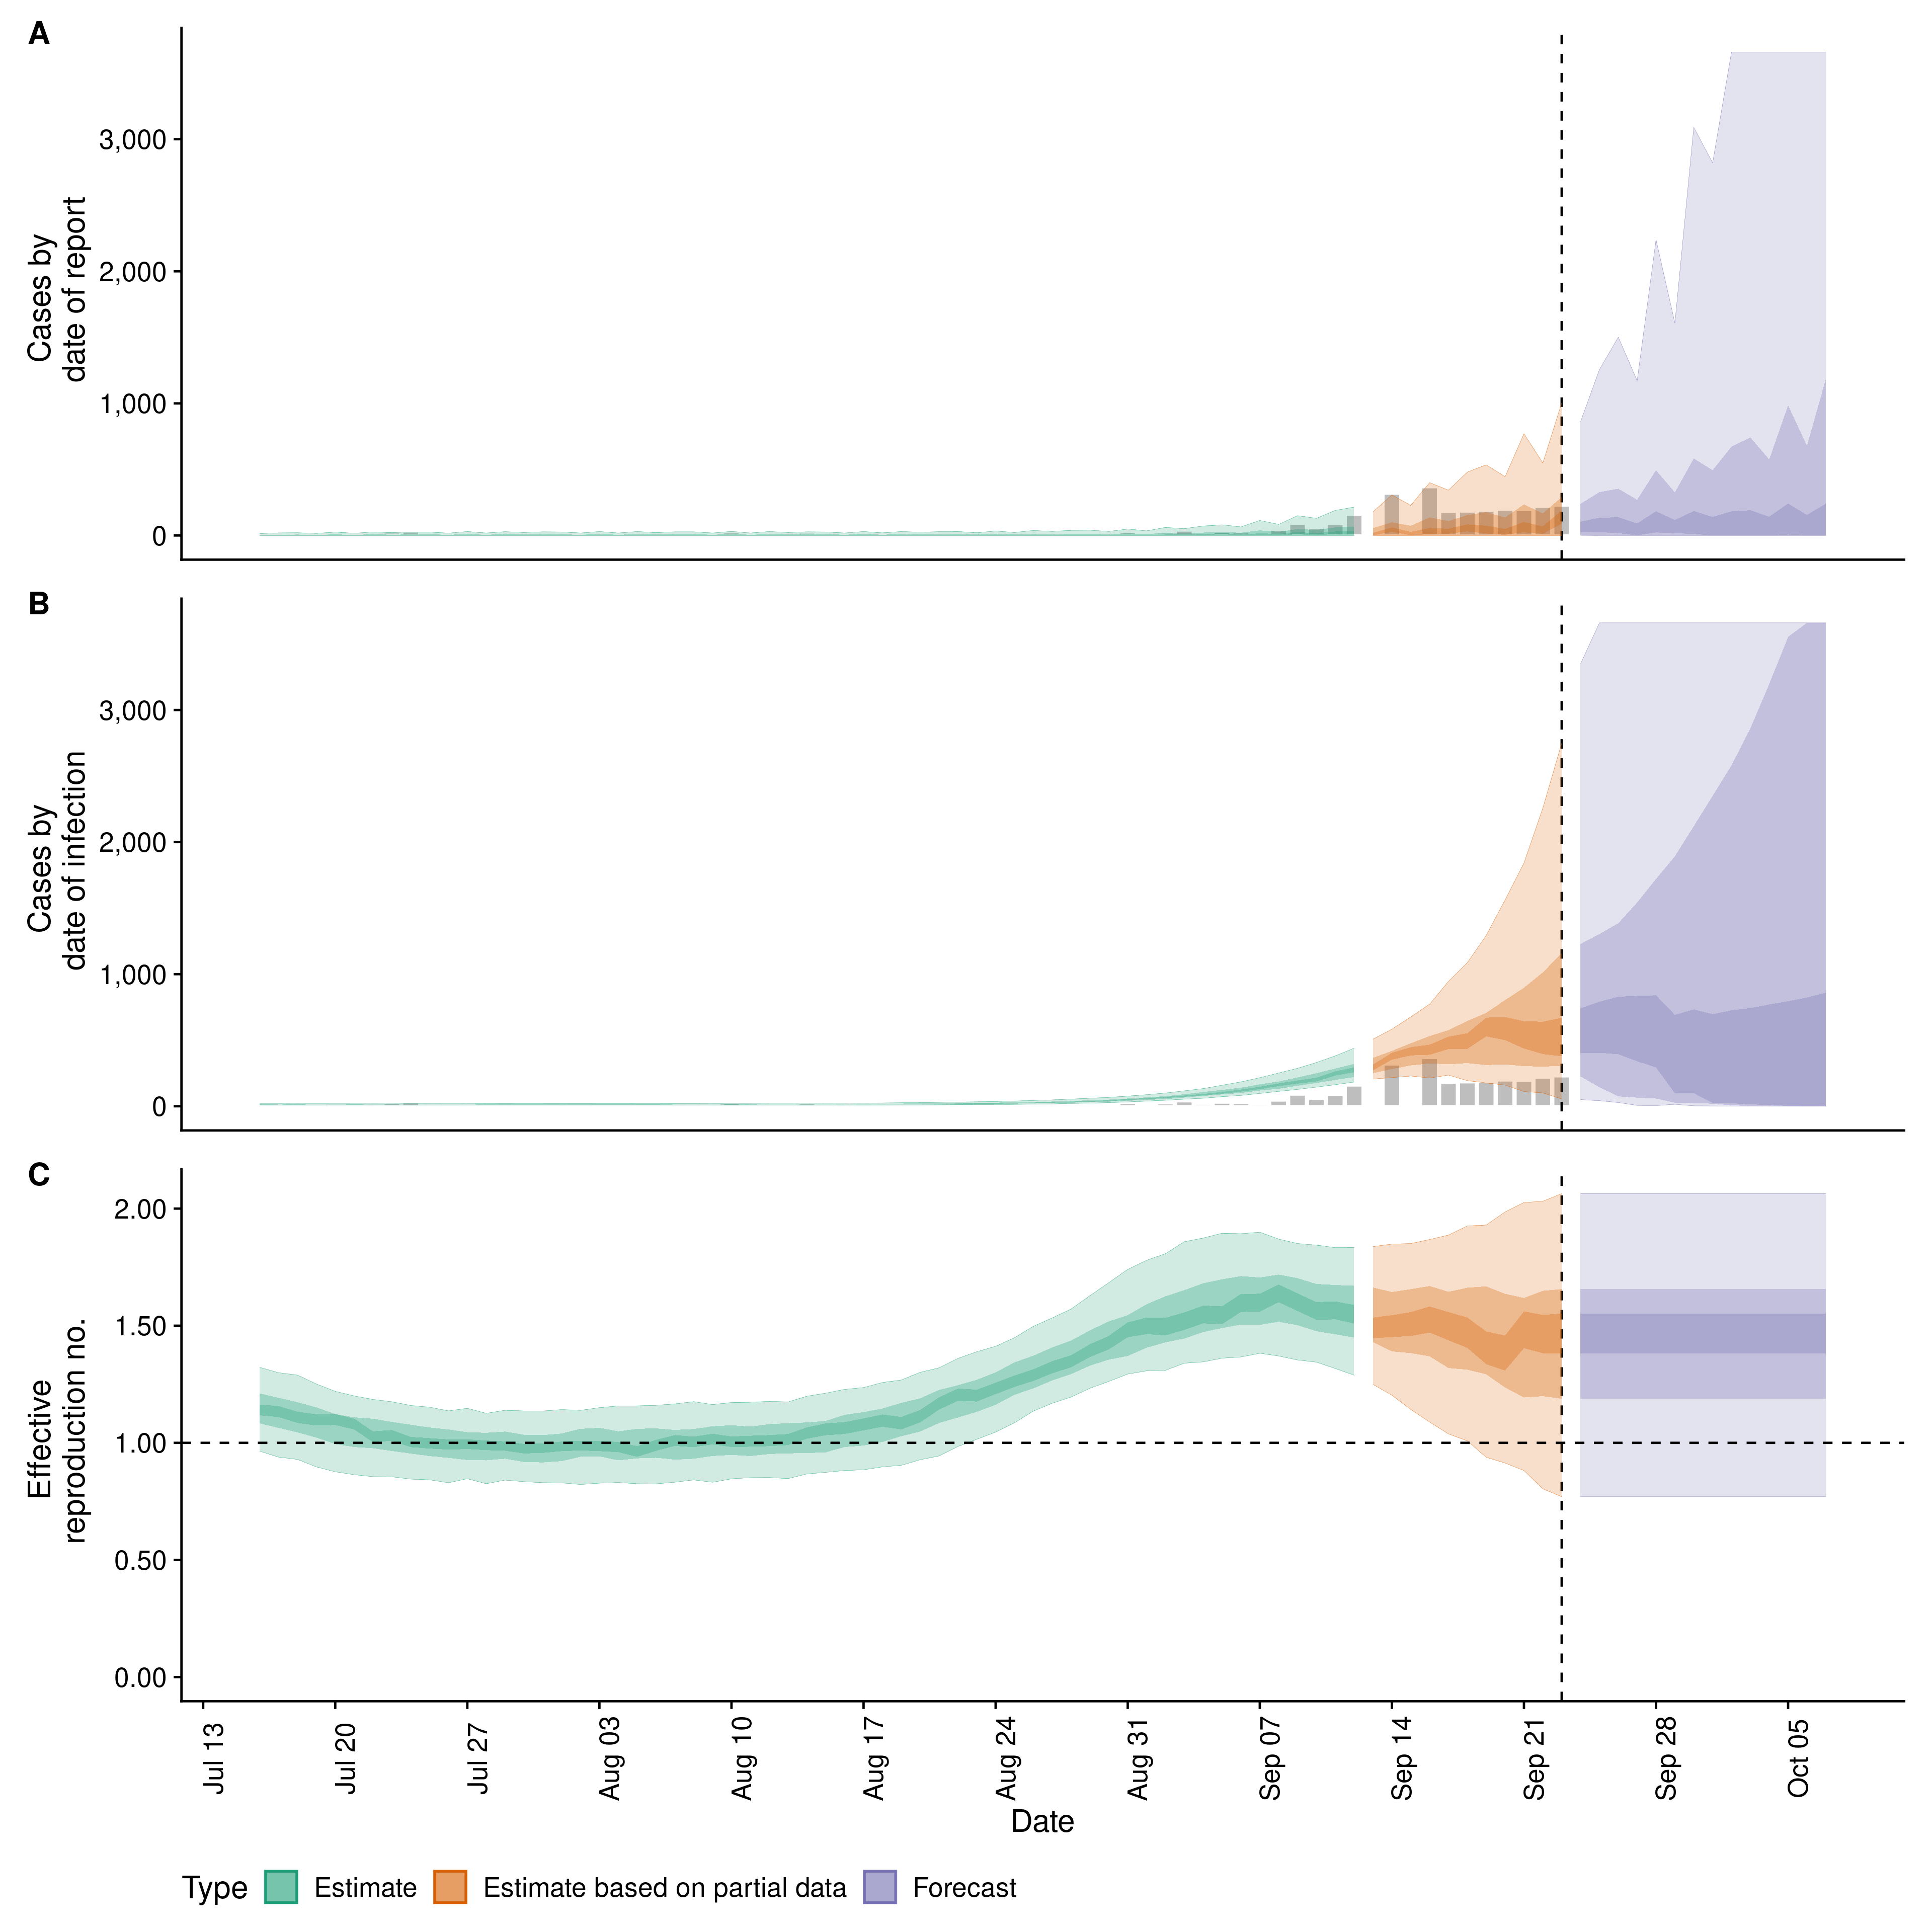 A
Cases by
date of report
3,000
2,000
1,000
0
B
Cases by
date of infection
3,000
2,000
1,000
0
C
Effective
reproduction no.
2.00
1.50
1.00
0.50
0.00
Jul 13
Jul 20
Jul 27
Aug 03
Aug 10
Aug 17
Aug 24
Aug 31
Sep 07
Sep 14
Sep 21
Sep 28
Oct 05
Date
Type Estimate Estimate based on partial data Forecast